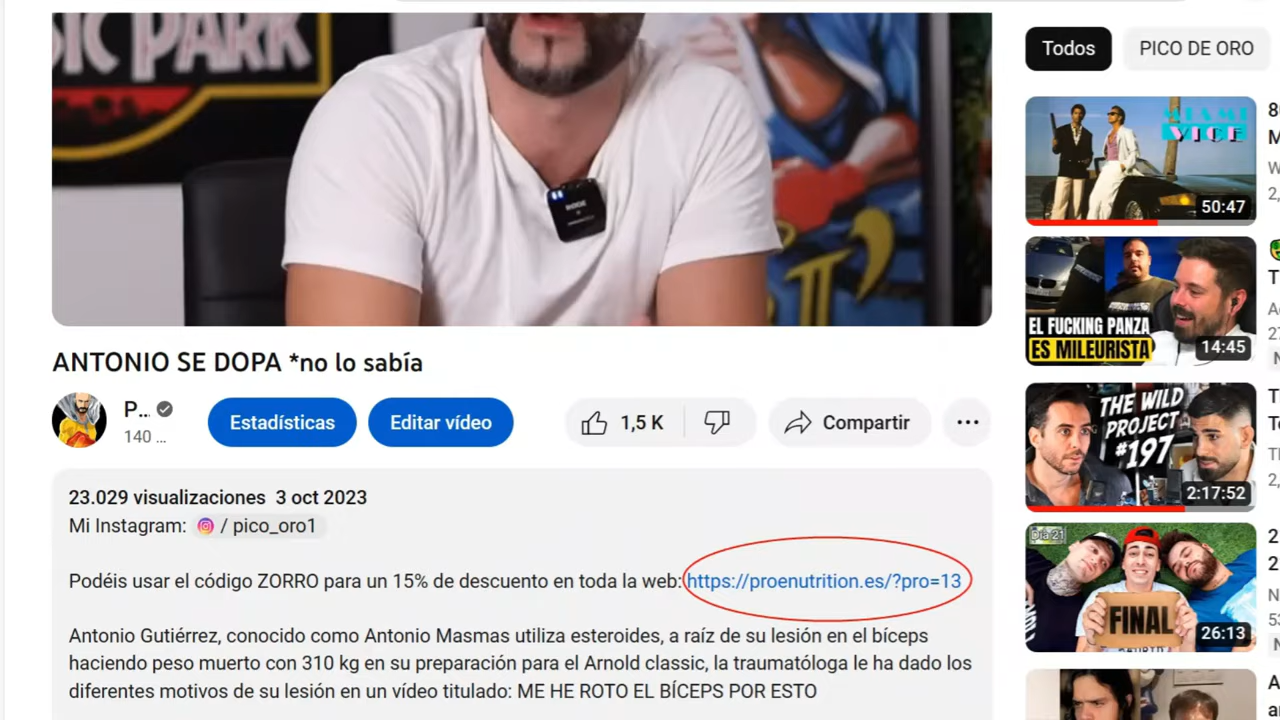 SIC PARK
ANTONIO SE DOPA *no lo sabía
P...
140 ...
Estadísticas
Editar vídeo
1,5 K
Compartir
23.029 visualizaciones 3 oct 2023
Mi Instagram: / pico_oro1
Podéis usar el código ZORRO para un 15% de descuento en toda la web: https://proenutrition.es/?pro=13
Antonio Gutiérrez, conocido como Antonio Masmas utiliza esteroides, a raíz de su lesión en el bíceps
haciendo peso muerto con 310 kg en su preparación para el Arnold classic, la traumatóloga le ha dado los
diferentes motivos de su lesión en un vídeo titulado: ME HE ROTO EL BÍCEPS POR ESTO
Todos
PICO DE ORO
MIAMI
VICE
50:47
EL FUCKING PANZA
ES MILEURISTA
14:45
THE WILD
PROJECT
#197
2:17:52
Día 21
FINAL
26:13